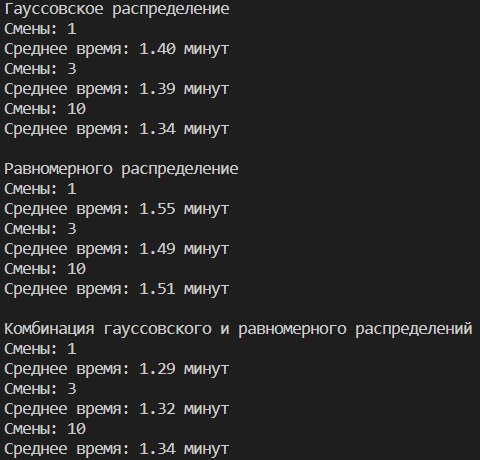 Гауссовское распределение
Смены: 1
Среднее время: 1.40 минут
Смены: 3
Среднее время: 1.39 минут
Смены: 10
Среднее время: 1.34 минут

Равномерного распределение
Смены: 1
Среднее время: 1.55 минут
Смены: 3
Среднее время: 1.49 минут
Смены: 10
Среднее время: 1.51 минут

Комбинация гауссовского и равномерного распределений
Смены: 1
Среднее время: 1.29 минут
Смены: 3
Среднее время: 1.32 минут
Смены: 10
Среднее время: 1.34 минут